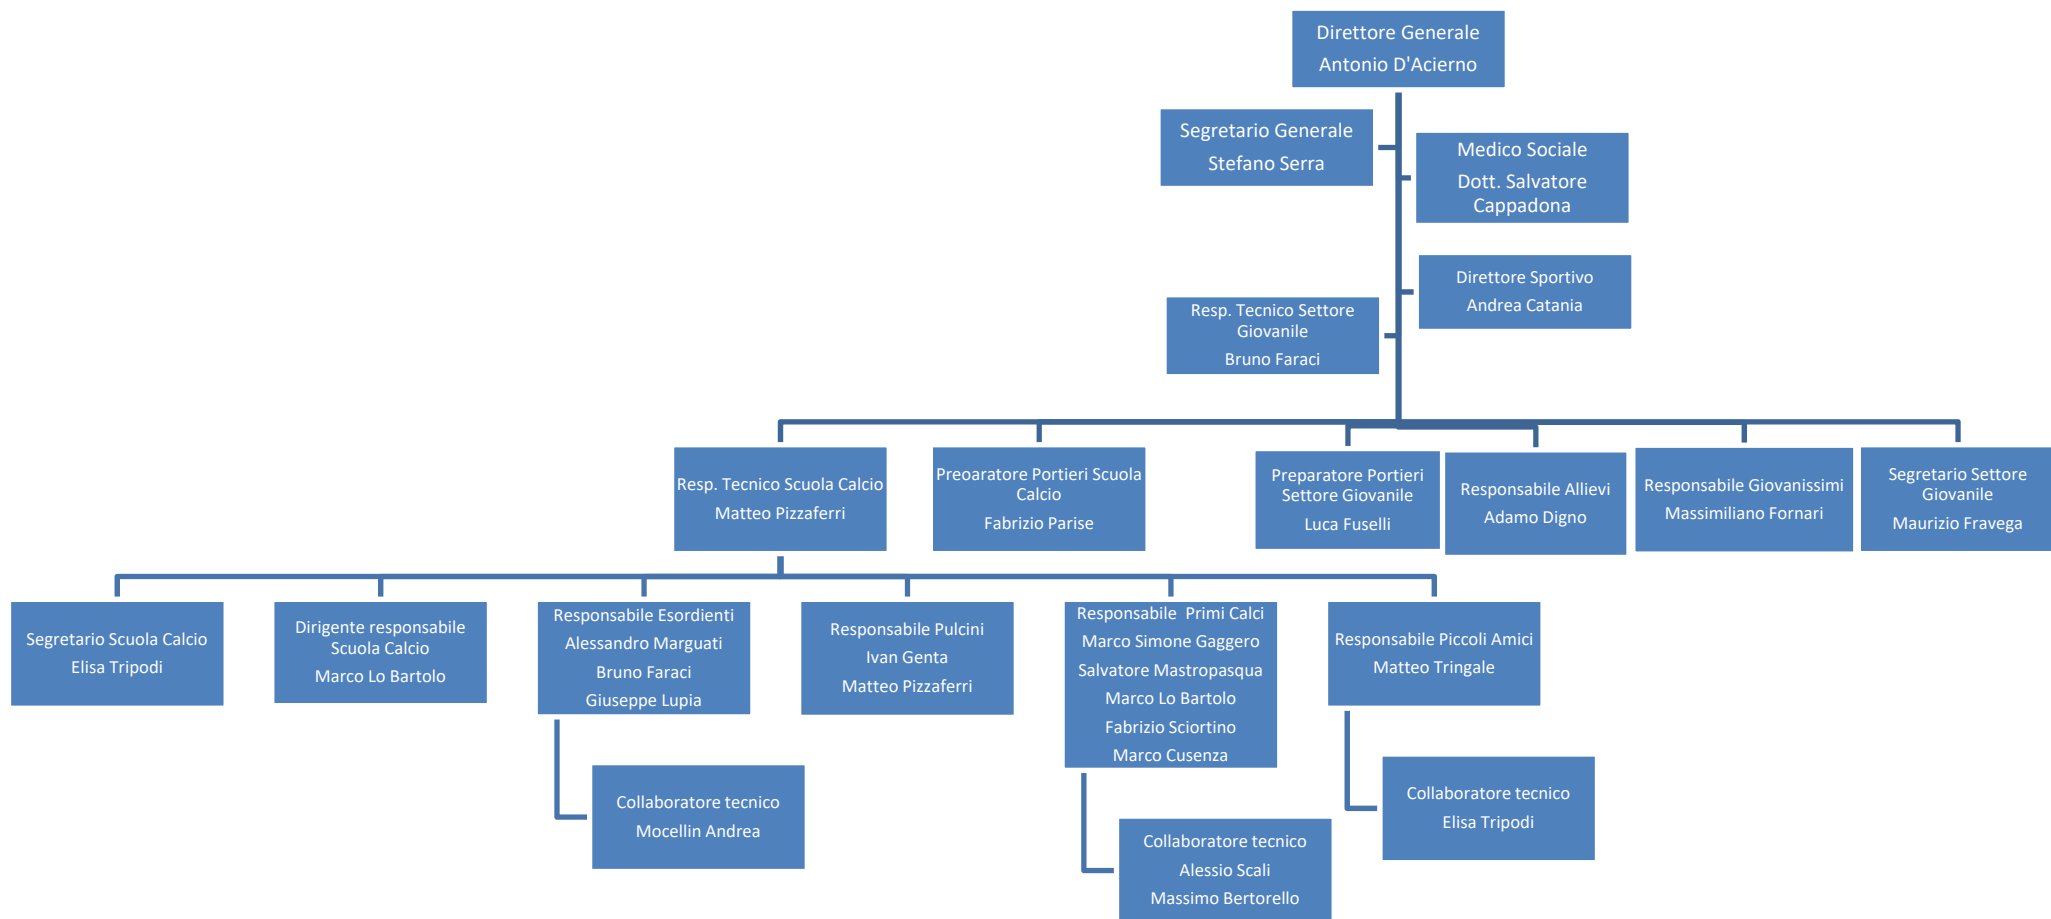 Direttore Generale
Antonio D'Acierno
Segretario Generale
Stefano Serra
Medico Sociale
Dott. Salvatore
Cappadona
Direttore Sportivo
Andrea Catania
Resp. Tecnico Settore
Giovanile
Bruno Faraci
Resp. Tecnico Scuola Calcio
Matteo Pizzaferri
Preoaratore Portieri Scuola
Calcio
Fabrizio Parise
Preparatore Portieri
Settore Giovanile
Luca Fuselli
Responsabile Allievi
Adamo Digno
Responsabile Giovanissimi
Massimiliano Fornari
Segretario Settore
Giovanile
Maurizio Fravega
Segretario Scuola Calcio
Elisa Tripodi
Dirigente responsabile
Scuola Calcio
Marco Lo Bartolo
Responsabile Esordienti
Alessandro Marguati
Bruno Faraci
Giuseppe Lupia
Responsabile Pulcini
Ivan Genta
Matteo Pizzaferri
Responsabile  Primi Calci
Marco Simone Gaggero
Salvatore Mastropasqua
Marco Lo Bartolo
Fabrizio Sciortino
Marco Cusenza
Responsabile Piccoli Amici
Matteo Tringale
Collaboratore tecnico
Mocellin Andrea
Collaboratore tecnico
Alessio Scali
Massimo Bertorello
Collaboratore tecnico
Elisa Tripodi